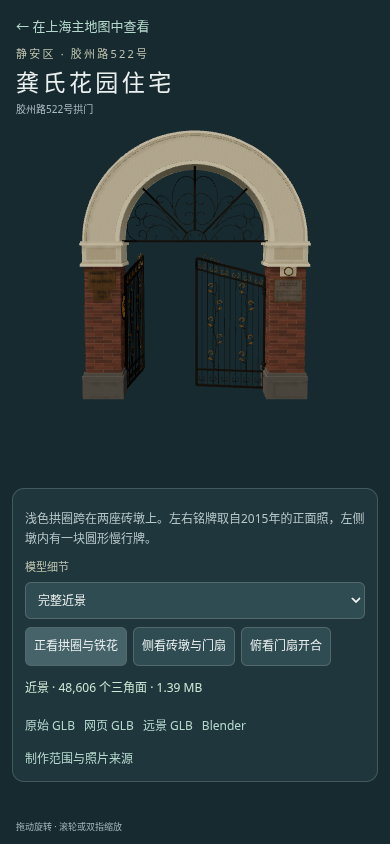 ← 在上海主地图中查看
静安区 · 胶州路522号
龚氏花园住宅
胶州路522号拱门
浅色拱圈跨在两座砖墩上。左右铭牌取自2015年的正面照，左侧
墩内有一块圆形慢行牌。
模型细节
完整近景
正看拱圈与铁花 侧看砖墩与门扇 俯看门扇开合
近景 · 48,606 个三角面 · 1.39 MB
原始 GLB 网页 GLB 远景 GLB Blender
制作范围与照片来源
拖动旋转 · 滚轮或双指缩放